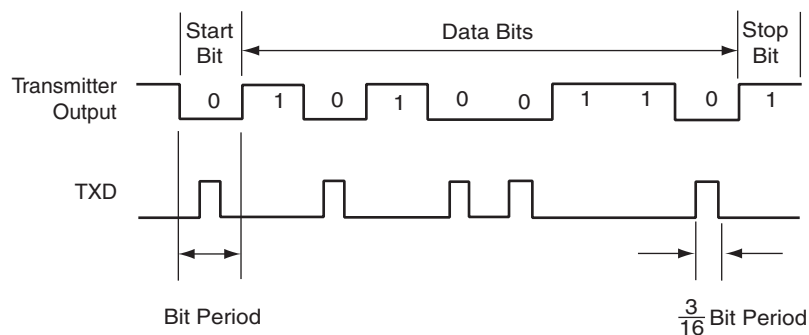 Start Bit
Data Bits
Stop Bit
Transmitter Output
0 1 0 1 0 0 1 1 0 1
TXD
Bit Period
3/16 Bit Period